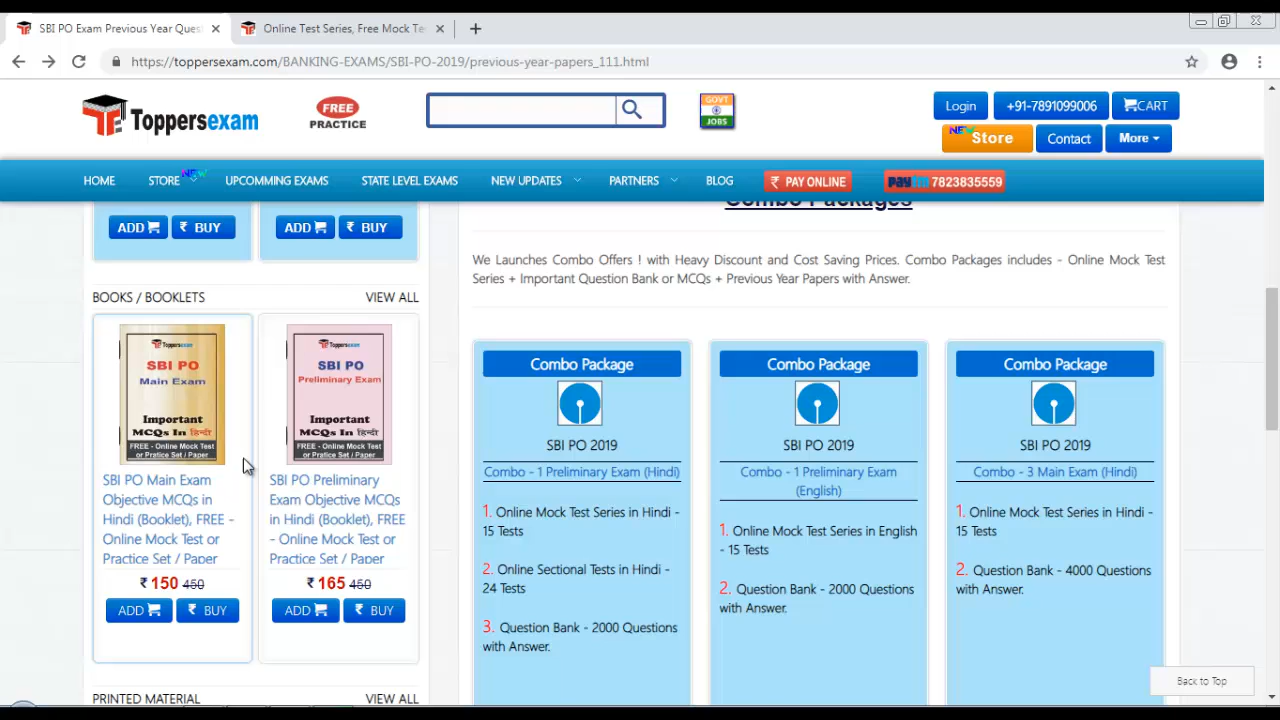 SBI PO Exam Previous Year Quest
Online Test Series, Free Mock Te
https://toppersexam.com/BANKING-EXAMS/SBI-PO-2019/previous-year-papers_111.html
Toppersexam
FREE
PRACTICE
GOVT
JOBS
Login
+91-7891099006
CART
NEW
Store
Contact
More
HOME
STORE
NEW
UPCOMMING EXAMS
STATE LEVEL EXAMS
NEW UPDATES
PARTNERS
BLOG
₹ PAY ONLINE
PAYTM 7823835559
ADD
₹ BUY
ADD
₹ BUY
BOOKS / BOOKLETS
VIEW ALL
Toppersexam
SBI PO
Main Exam
Important
MCQs In हिन्दी
FREE - Online Mock Test
or Pratice Set / Paper
SBI PO Main Exam
Objective MCQs in
Hindi (Booklet), FREE -
Online Mock Test or
Practice Set / Paper
₹ 150 450
ADD
₹ BUY
Toppersexam
SBI PO
Preliminary Exam
Important
MCQs In हिन्दी
FREE - Online Mock Test
or Pratice Set / Paper
SBI PO Preliminary
Exam Objective MCQs
in Hindi (Booklet), FREE
- Online Mock Test or
Practice Set / Paper
₹ 165 450
ADD
₹ BUY
PRINTED MATERIAL
VIEW ALL
Combo Packages
We Launches Combo Offers ! with Heavy Discount and Cost Saving Prices. Combo Packages includes - Online Mock Test
Series + Important Question Bank or MCQs + Previous Year Papers with Answer.
Combo Package
SBI PO 2019
Combo - 1 Preliminary Exam (Hindi)
1. Online Mock Test Series in Hindi -
15 Tests
2. Online Sectional Tests in Hindi -
24 Tests
3. Question Bank - 2000 Questions
with Answer.
Combo Package
SBI PO 2019
Combo - 1 Preliminary Exam
(English)
1. Online Mock Test Series in English
- 15 Tests
2. Question Bank - 2000 Questions
with Answer.
Combo Package
SBI PO 2019
Combo - 3 Main Exam (Hindi)
1. Online Mock Test Series in Hindi -
15 Tests
2. Question Bank - 4000 Questions
with Answer.
Back to Top